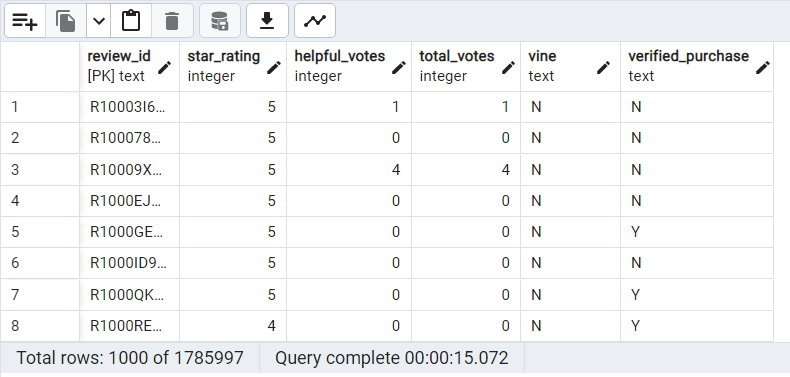 review_id star_rating helpful_votes total_votes vine verified_purchase
[PK] text integer integer integer text text
1 R10003I6… 5 1 1 N N
2 R100078… 5 0 0 N N
3 R10009X… 5 4 4 N N
4 R1000EJ… 5 0 0 N N
5 R1000GE… 5 0 0 N Y
6 R1000ID9… 5 0 0 N N
7 R1000QK… 5 0 0 N Y
8 R1000RE… 4 0 0 N Y
Total rows: 1000 of 1785997 Query complete 00:00:15.072